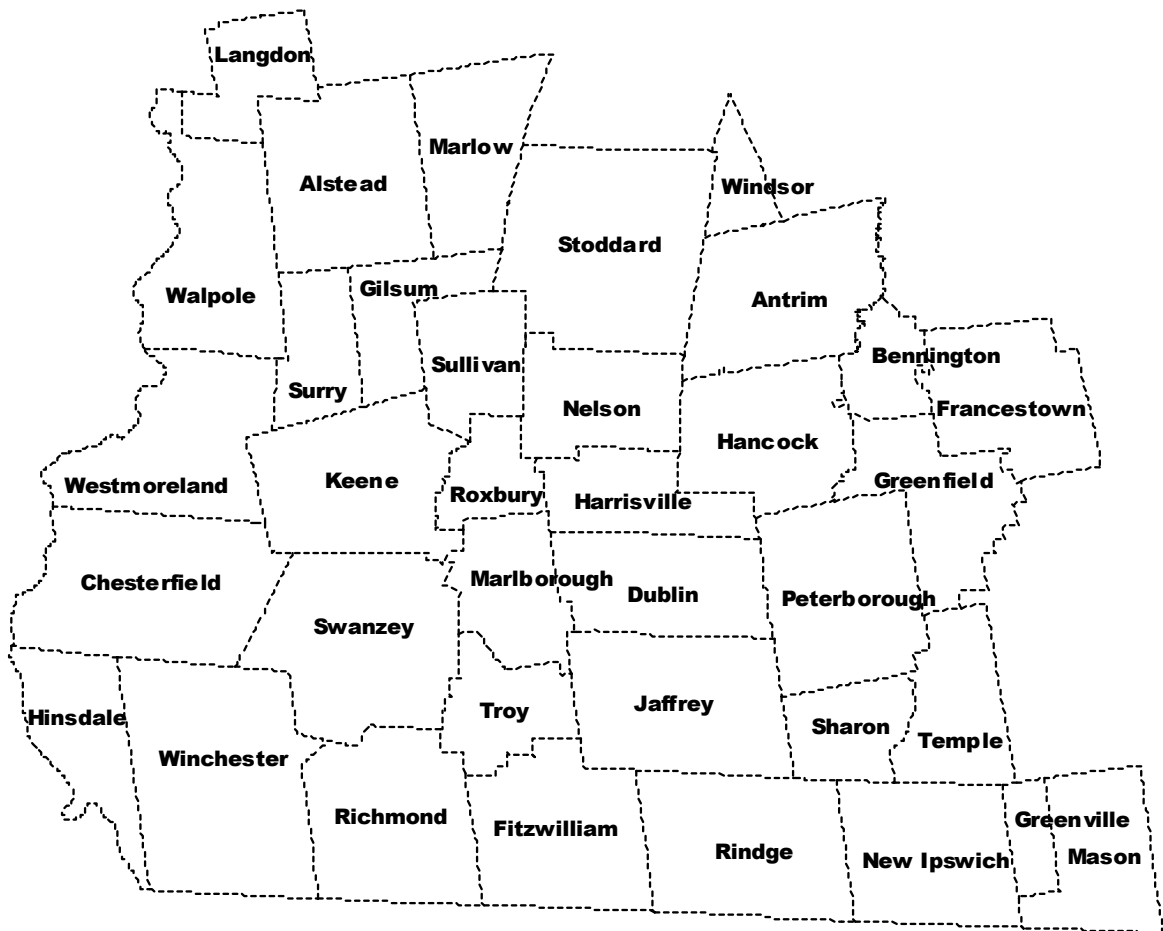 Langdon
Marlow
Alstead
Windsor
Stoddard
Walpole
Gilsum
Antrim
Sullivan
Bennington
Surry
Nelson
Francestown
Hancock
Westmoreland
Keene
Roxbury
Harrisville
Greenfield
Chesterfield
Marlborough
Dublin
Peterborough
Swanzey
Hinsdale
Troy
Jaffrey
Sharon
Temple
Winchester
Richmond
Fitzwilliam
Greenville
Rindge
New Ipswich
Mason